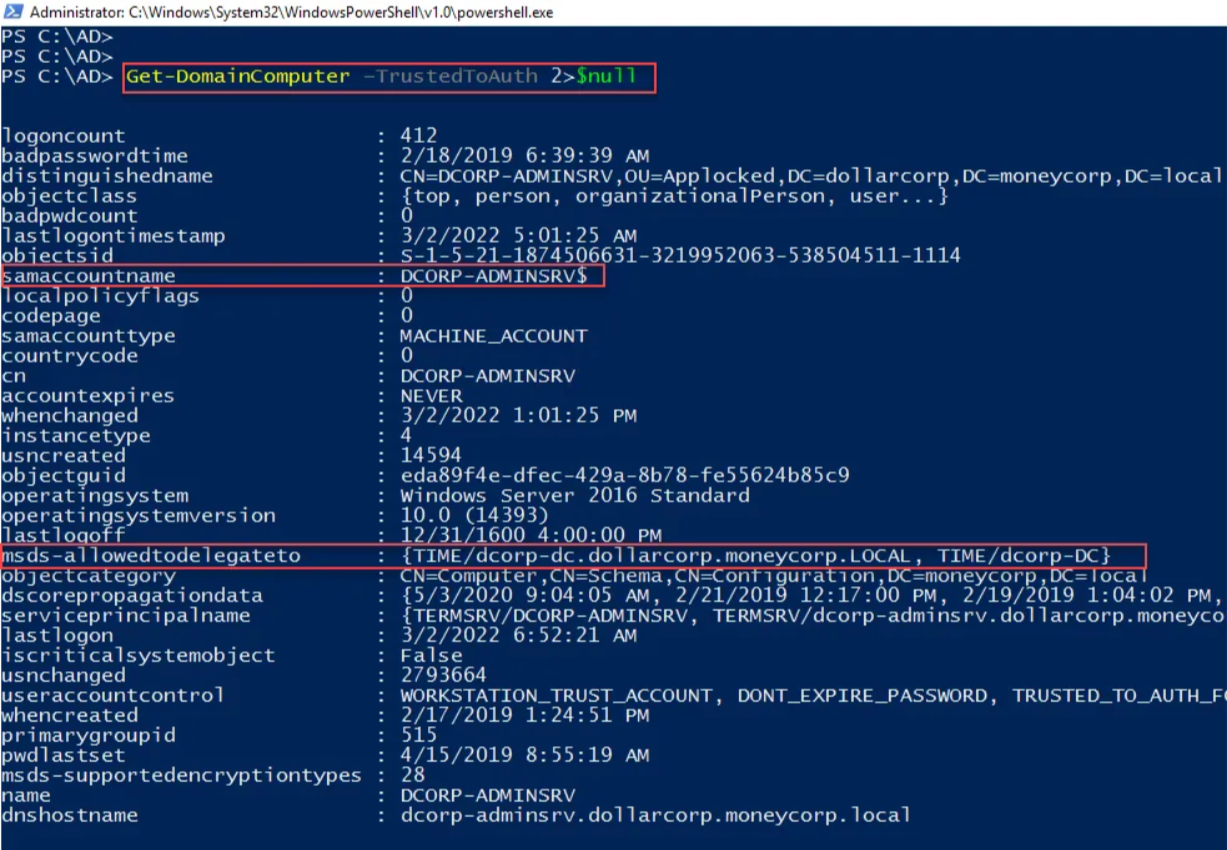 Administrator: C:\Windows\System32\WindowsPowerShell\v1.0\powershell.exe
PS C:\AD>
PS C:\AD>
PS C:\AD> Get-DomainComputer -TrustedToAuth 2>$null
logoncount : 412
badpasswordtime : 2/18/2019 6:39:39 AM
distinguishedname : CN=DCORP-ADMINSRV,OU=Applocked,DC=dollarcorp,DC=moneycorp,DC=local
objectclass : {top, person, organizationalPerson, user...}
badpwdcount : 0
lastlogontimestamp : 3/2/2022 5:01:25 AM
objectsid : S-1-5-21-1874506631-3219952063-538504511-1114
samaccountname : DCORP-ADMINSRV$
localpolicyflags : 0
codepage : 0
samaccounttype : MACHINE_ACCOUNT
countrycode : 0
cn : DCORP-ADMINSRV
accountexpires : NEVER
whenchanged : 3/2/2022 1:01:25 PM
instancetype : 4
usncreated : 14594
objectguid : eda89f4e-dfec-429a-8b78-fe55624b85c9
operatingsystem : Windows Server 2016 Standard
operatingsystemversion : 10.0 (14393)
lastlogoff : 12/31/1600 4:00:00 PM
msds-allowedtodelegateto : {TIME/dcorp-dc.dollarcorp.moneycorp.LOCAL, TIME/dcorp-DC}
objectcategory : CN=Computer,CN=Schema,CN=Configuration,DC=moneycorp,DC=local
dscorepropagationdata : {5/3/2020 9:04:05 AM, 2/21/2019 12:17:00 PM, 2/19/2019 1:04:02 PM,
serviceprincipalname : {TERMSRV/DCORP-ADMINSRV, TERMSRV/dcorp-adminsrv.dollarcorp.moneyco
lastlogon : 3/2/2022 6:52:21 AM
iscriticalsystemobject : False
usnchanged : 2793664
useraccountcontrol : WORKSTATION_TRUST_ACCOUNT, DONT_EXPIRE_PASSWORD, TRUSTED_TO_AUTH_FO
whencreated : 2/17/2019 1:24:51 PM
primarygroupid : 515
pwdlastset : 4/15/2019 8:55:19 AM
msds-supportedencryptiontypes : 28
name : DCORP-ADMINSRV
dnshostname : dcorp-adminsrv.dollarcorp.moneycorp.local